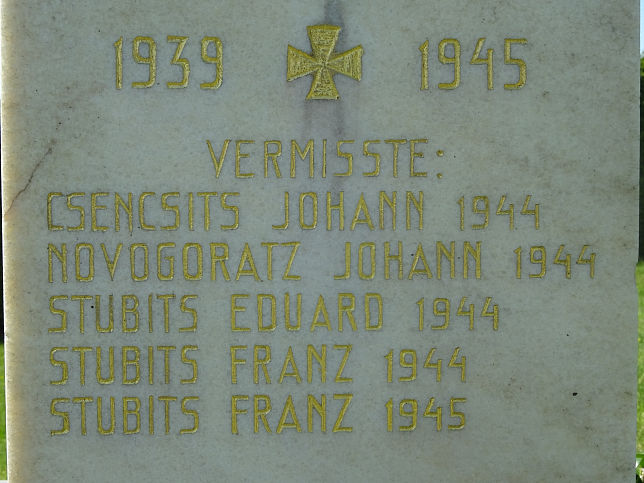 1939 1945
VERMISSTE:
CSENCSITS JOHANN 1944
NOVOGORATZ JOHANN 1944
STUBITS EDUARD 1944
STUBITS FRANZ 1944
STUBITS FRANZ 1945